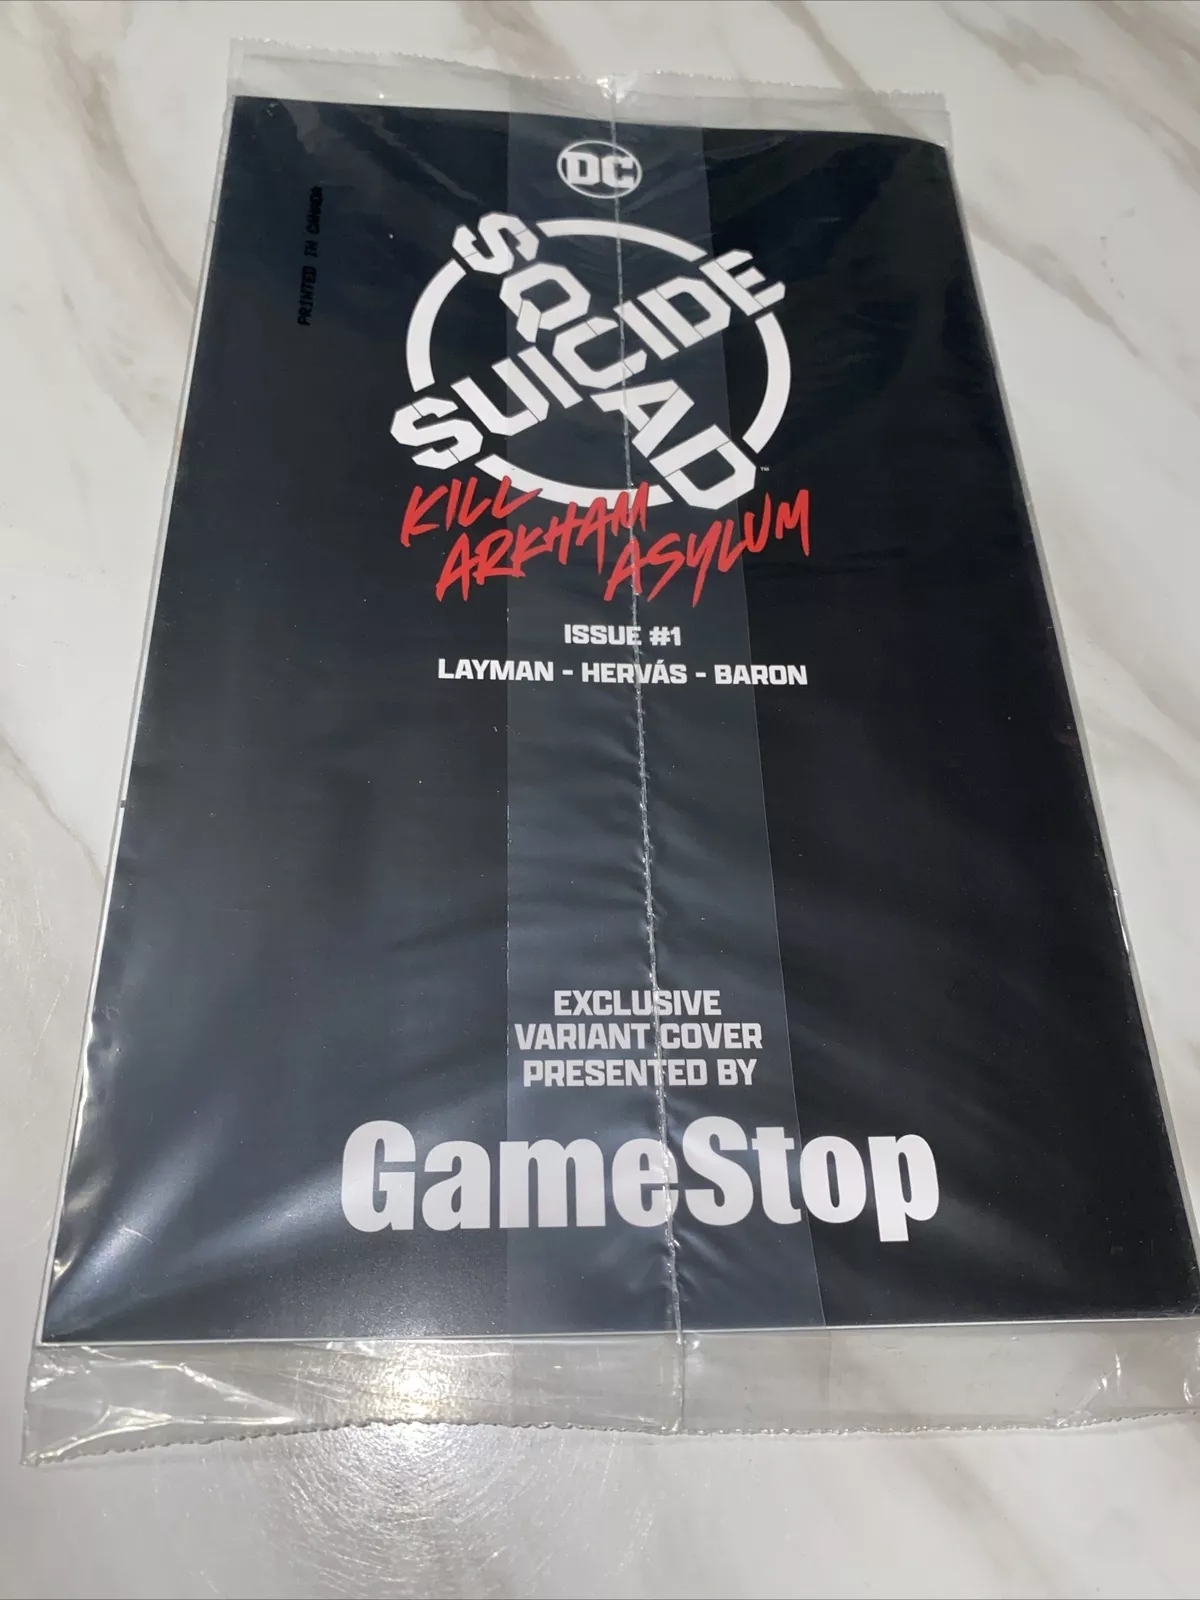 DC
PRINTED IN CANADA
SUICIDE
SQUAD
™
KILL
ARKHAM
ASYLUM
ISSUE #1
LAYMAN - HERVÁS - BARON
EXCLUSIVE
VARIANT COVER
PRESENTED BY
GameStop